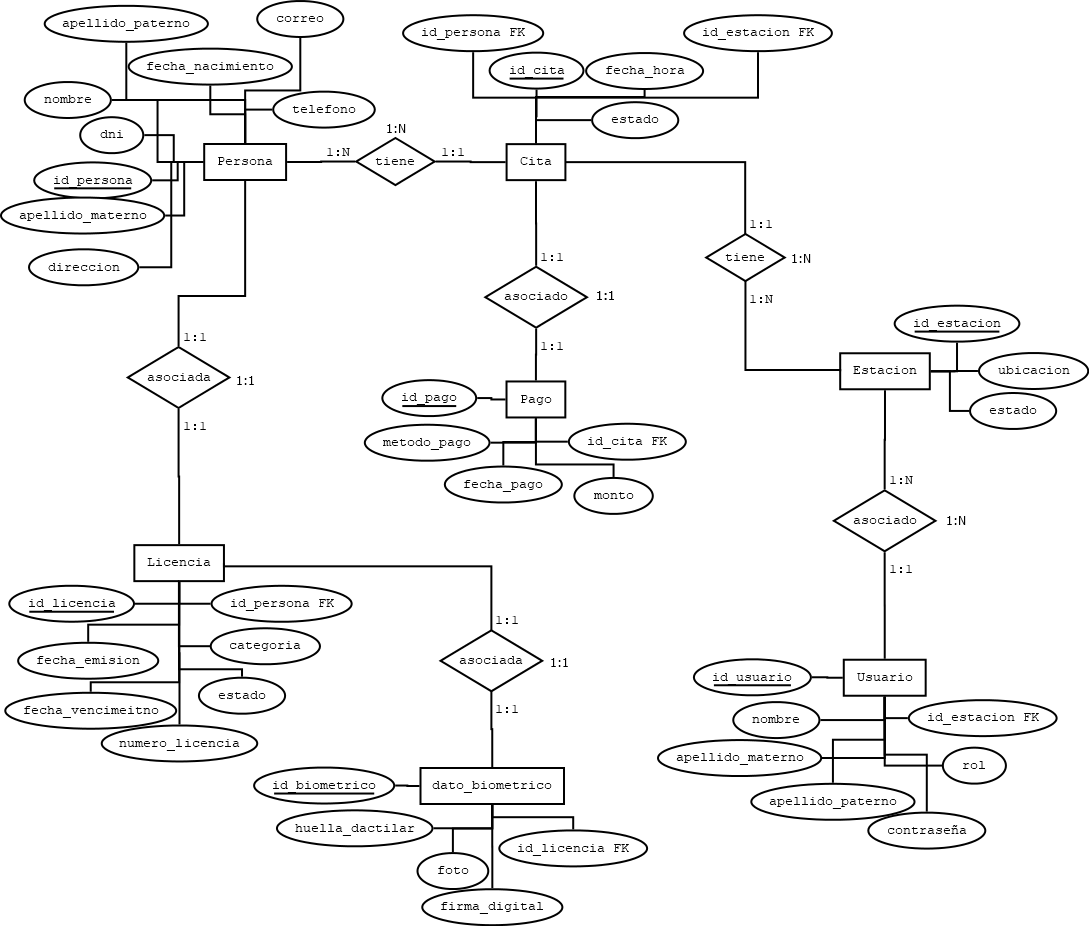 correo
apellido_paterno
id_persona FK
id_estacion FK
fecha_nacimiento
id_cita
fecha_hora
nombre
telefono
estado
dni
1:N
Persona
1:N
tiene
1:1
Cita
id_persona
apellido_materno
1:1
direccion
tiene
1:N
1:1
asociado
1:1
1:N
id_estacion
1:1
1:1
ubicacion
Estacion
asociada
1:1
id_pago
Pago
estado
1:1
metodo_pago
id_cita FK
fecha_pago
monto
1:N
asociado
1:N
Licencia
1:1
id_licencia
id_persona FK
1:1
categoria
fecha_emision
asociada
1:1
id_usuario
Usuario
estado
fecha_vencimeitno
1:1
nombre
id_estacion FK
numero_licencia
apellido_materno
rol
id_biometrico
dato_biometrico
apellido_paterno
huella_dactilar
contraseña
id_licencia FK
foto
firma_digital